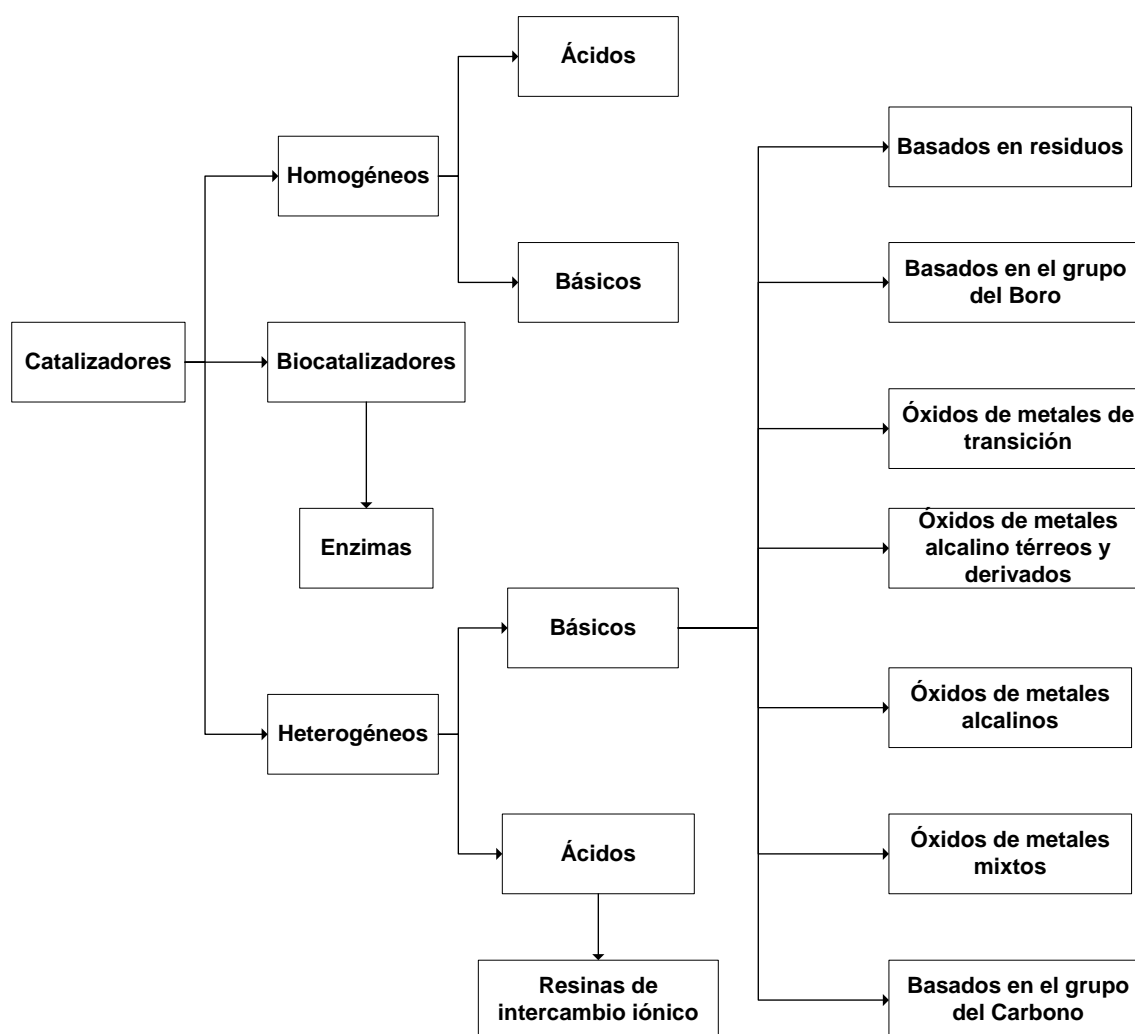 Ácidos
Homogéneos
Básicos
Catalizadores
Biocatalizadores
Enzimas
Heterogéneos
Básicos
Ácidos
Resinas de
intercambio iónico
Basados en residuos
Basados en el grupo
del Boro
Óxidos de metales de
transición
Óxidos de metales
alcalino térreos y
derivados
Óxidos de metales
alcalinos
Óxidos de metales
mixtos
Basados en el grupo
del Carbono